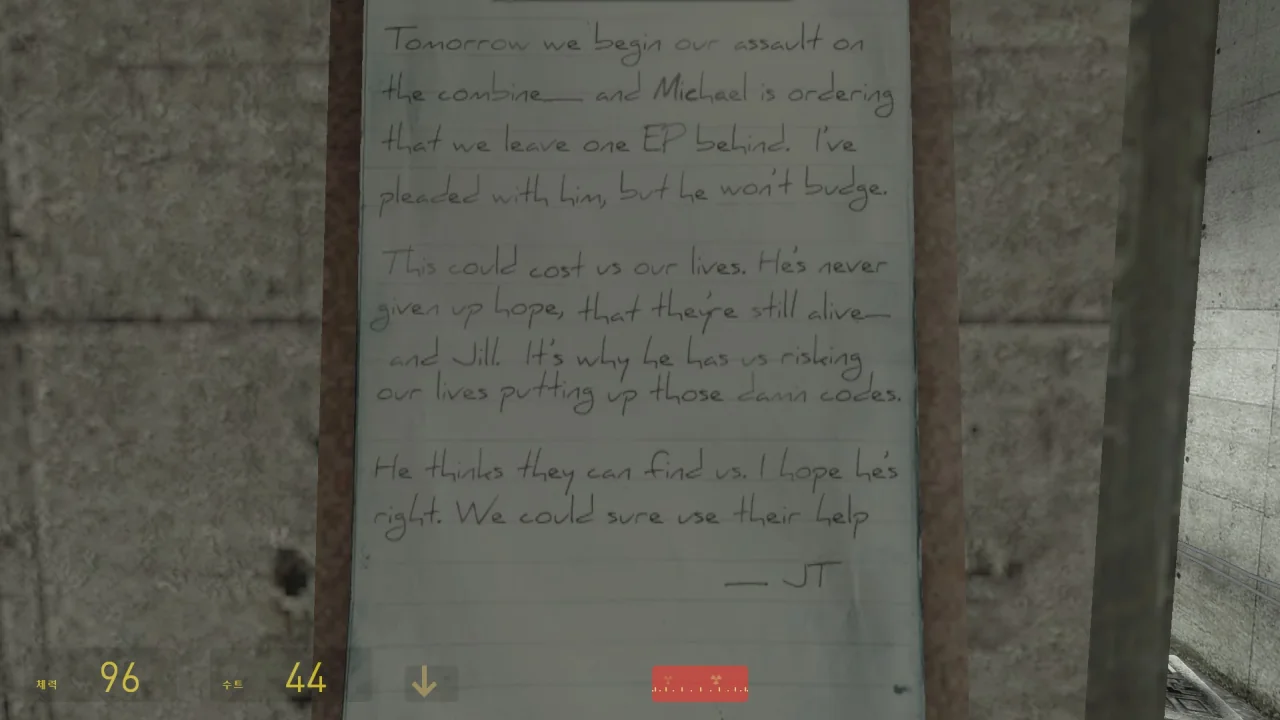 Tomorrow we begin our assault on
the combine— and Michael is ordering
that we leave one EP behind. I've
pleaded with him, but he won't budge.
This could cost us our lives. He's never
given up hope, that they're still alive—
and Jill. It's why he has us risking
our lives putting up those damn codes.
He thinks they can find us. I hope he's
right. We could sure use their help
— JT
체력 96 수트 44